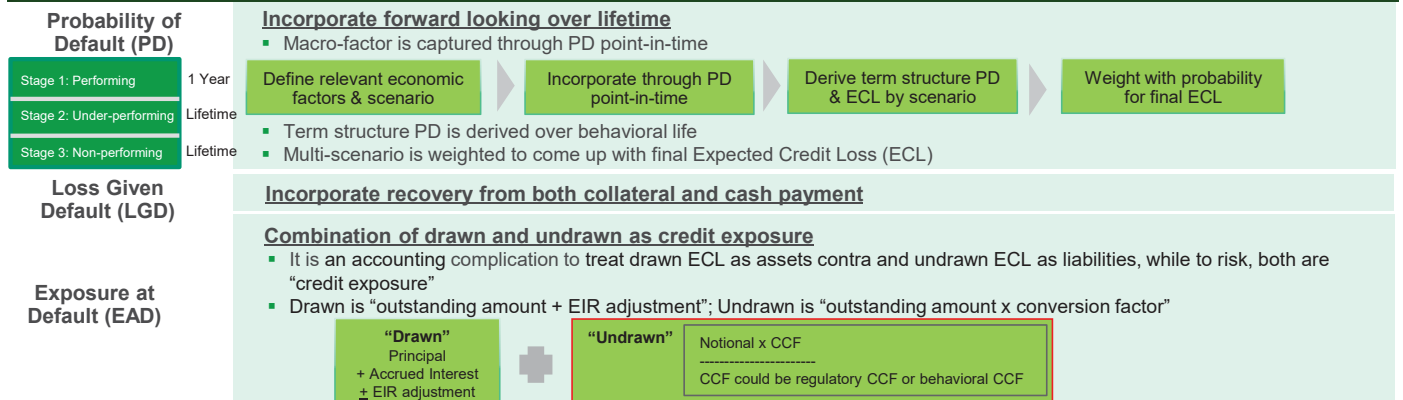 Probability of
Default (PD)
Stage 1: Performing 1 Year
Stage 2: Under-performing Lifetime
Stage 3: Non-performing Lifetime
Incorporate forward looking over lifetime
▪ Macro-factor is captured through PD point-in-time
Define relevant economic
factors & scenario
Incorporate through PD
point-in-time
Derive term structure PD
& ECL by scenario
Weight with probability
for final ECL
▪ Term structure PD is derived over behavioral life
▪ Multi-scenario is weighted to come up with final Expected Credit Loss (ECL)
Loss Given
Default (LGD)
Incorporate recovery from both collateral and cash payment
Exposure at
Default (EAD)
Combination of drawn and undrawn as credit exposure
▪ It is an accounting complication to treat drawn ECL as assets contra and undrawn ECL as liabilities, while to risk, both are
“credit exposure”
▪ Drawn is “outstanding amount + EIR adjustment”; Undrawn is “outstanding amount x conversion factor”
“Drawn”
Principal
+ Accrued Interest
+ EIR adjustment
“Undrawn”
Notional x CCF
-----------------------
CCF could be regulatory CCF or behavioral CCF